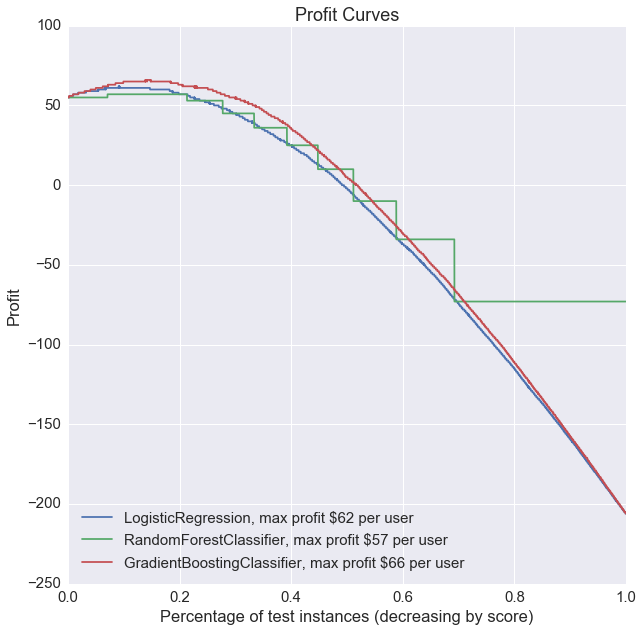 Profit Curves
100
50
0
−50
−100
−150
−200
−250
Profit
LogisticRegression, max profit $62 per user
RandomForestClassifier, max profit $57 per user
GradientBoostingClassifier, max profit $66 per user
0.0 0.2 0.4 0.6 0.8 1.0
Percentage of test instances (decreasing by score)